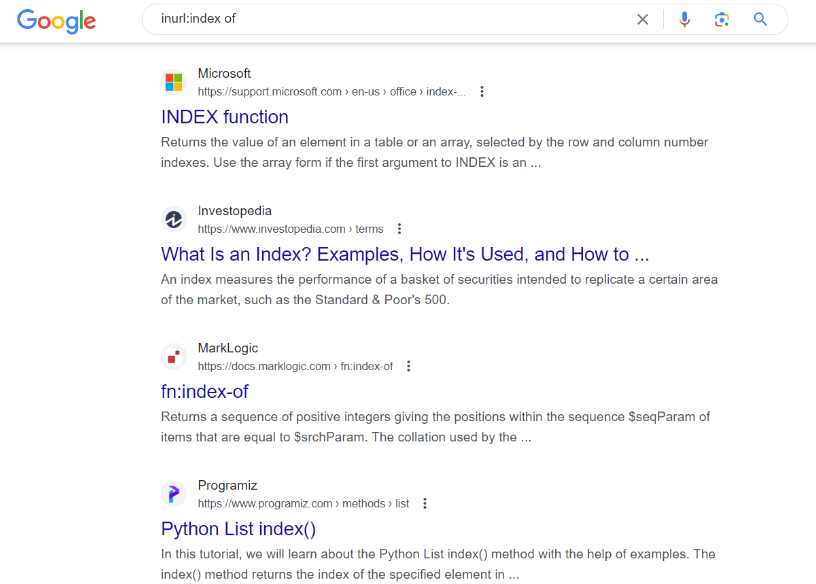 Google
inurl:index of
Microsoft
https://support.microsoft.com › en-us › office › index-...
INDEX function
Returns the value of an element in a table or an array, selected by the row and column number
indexes. Use the array form if the first argument to INDEX is an ...
Investopedia
https://www.investopedia.com › terms
What Is an Index? Examples, How It's Used, and How to ...
An index measures the performance of a basket of securities intended to replicate a certain area
of the market, such as the Standard & Poor's 500.
MarkLogic
https://docs.marklogic.com › fn:index-of
fn:index-of
Returns a sequence of positive integers giving the positions within the sequence $seqParam of
items that are equal to $srchParam. The collation used by the ...
Programiz
https://www.programiz.com › methods › list
Python List index()
In this tutorial, we will learn about the Python List index() method with the help of examples. The
index() method returns the index of the specified element in ...